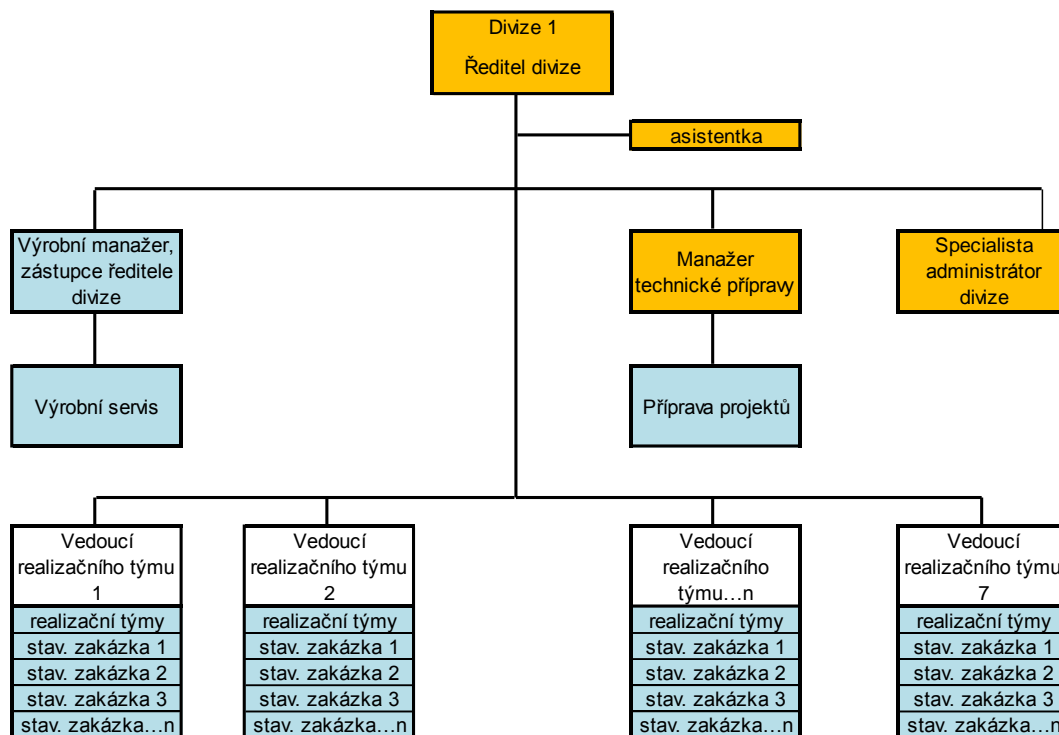 Divize 1
Ředitel divize
asistentka
Výrobní manažer,
zástupce ředitele
divize
Manažer
technické přípravy
Specialista
administrátor
divize
Výrobní servis
Příprava projektů
Vedoucí
realizačního týmu
1
realizační týmy
stav. zakázka 1
stav. zakázka 2
stav. zakázka 3
stav. zakázka...n
Vedoucí
realizačního týmu
2
realizační týmy
stav. zakázka 1
stav. zakázka 2
stav. zakázka 3
stav. zakázka...n
Vedoucí
realizačního
týmu...n
realizační týmy
stav. zakázka 1
stav. zakázka 2
stav. zakázka 3
stav. zakázka...n
Vedoucí
realizačního týmu
7
realizační týmy
stav. zakázka 1
stav. zakázka 2
stav. zakázka 3
stav. zakázka...n